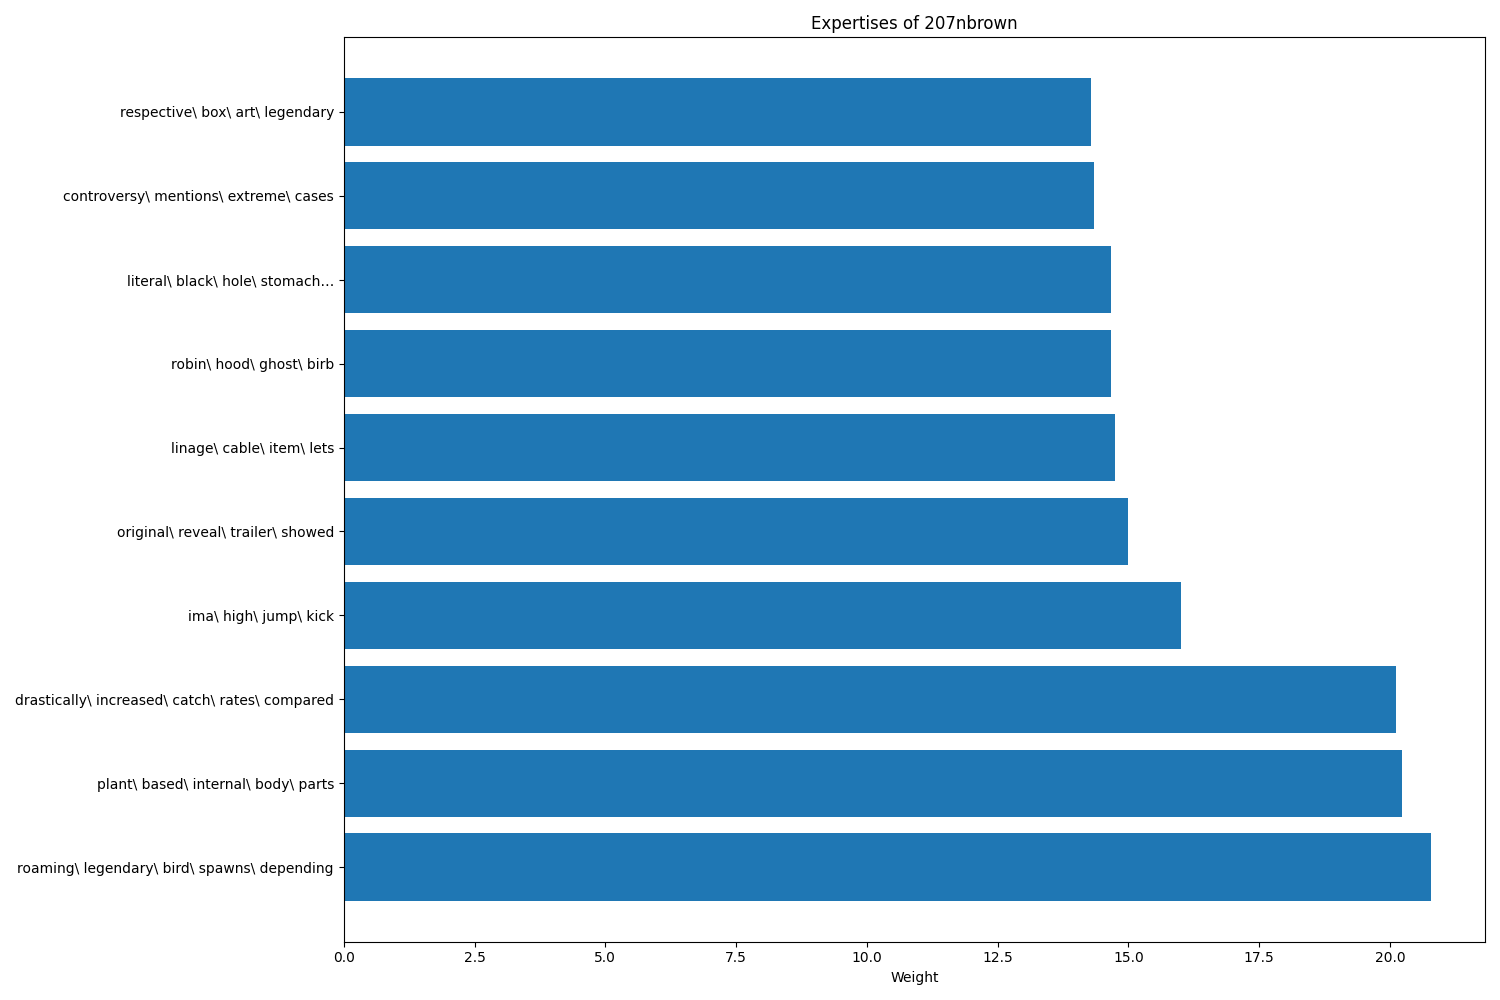 Expertises of 207nbrown
respective\ box\ art\ legendary
controversy\ mentions\ extreme\ cases
literal\ black\ hole\ stomach…
robin\ hood\ ghost\ birb
linage\ cable\ item\ lets
original\ reveal\ trailer\ showed
ima\ high\ jump\ kick
drastically\ increased\ catch\ rates\ compared
plant\ based\ internal\ body\ parts
roaming\ legendary\ bird\ spawns\ depending
0.0 2.5 5.0 7.5 10.0 12.5 15.0 17.5 20.0
Weight